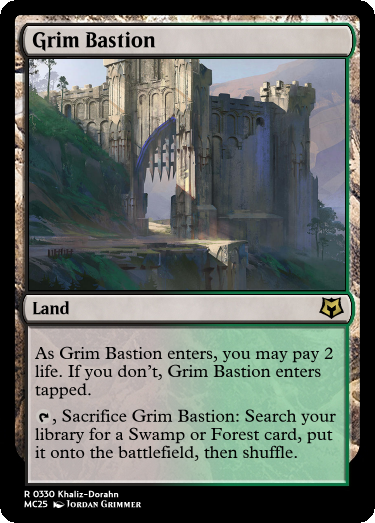 Grim Bastion
Land
As Grim Bastion enters, you may pay 2
life. If you don't, Grim Bastion enters
tapped.
, Sacrifice Grim Bastion: Search your
library for a Swamp or Forest card, put
it onto the battlefield, then shuffle.
R 0330 Khaliz-Dorahn
MC25 Jordan Grimmer